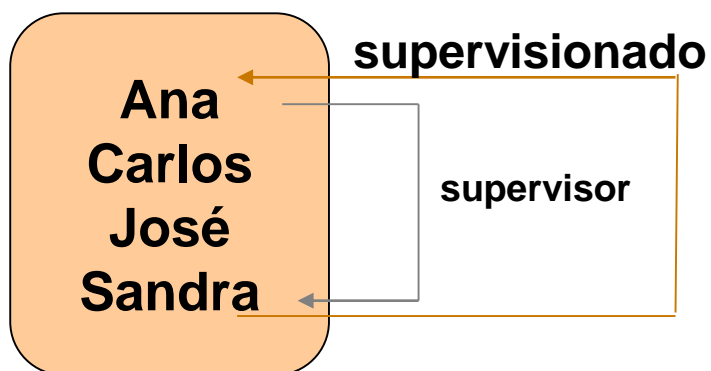 supervisionado
Ana
Carlos
supervisor
José
Sandra